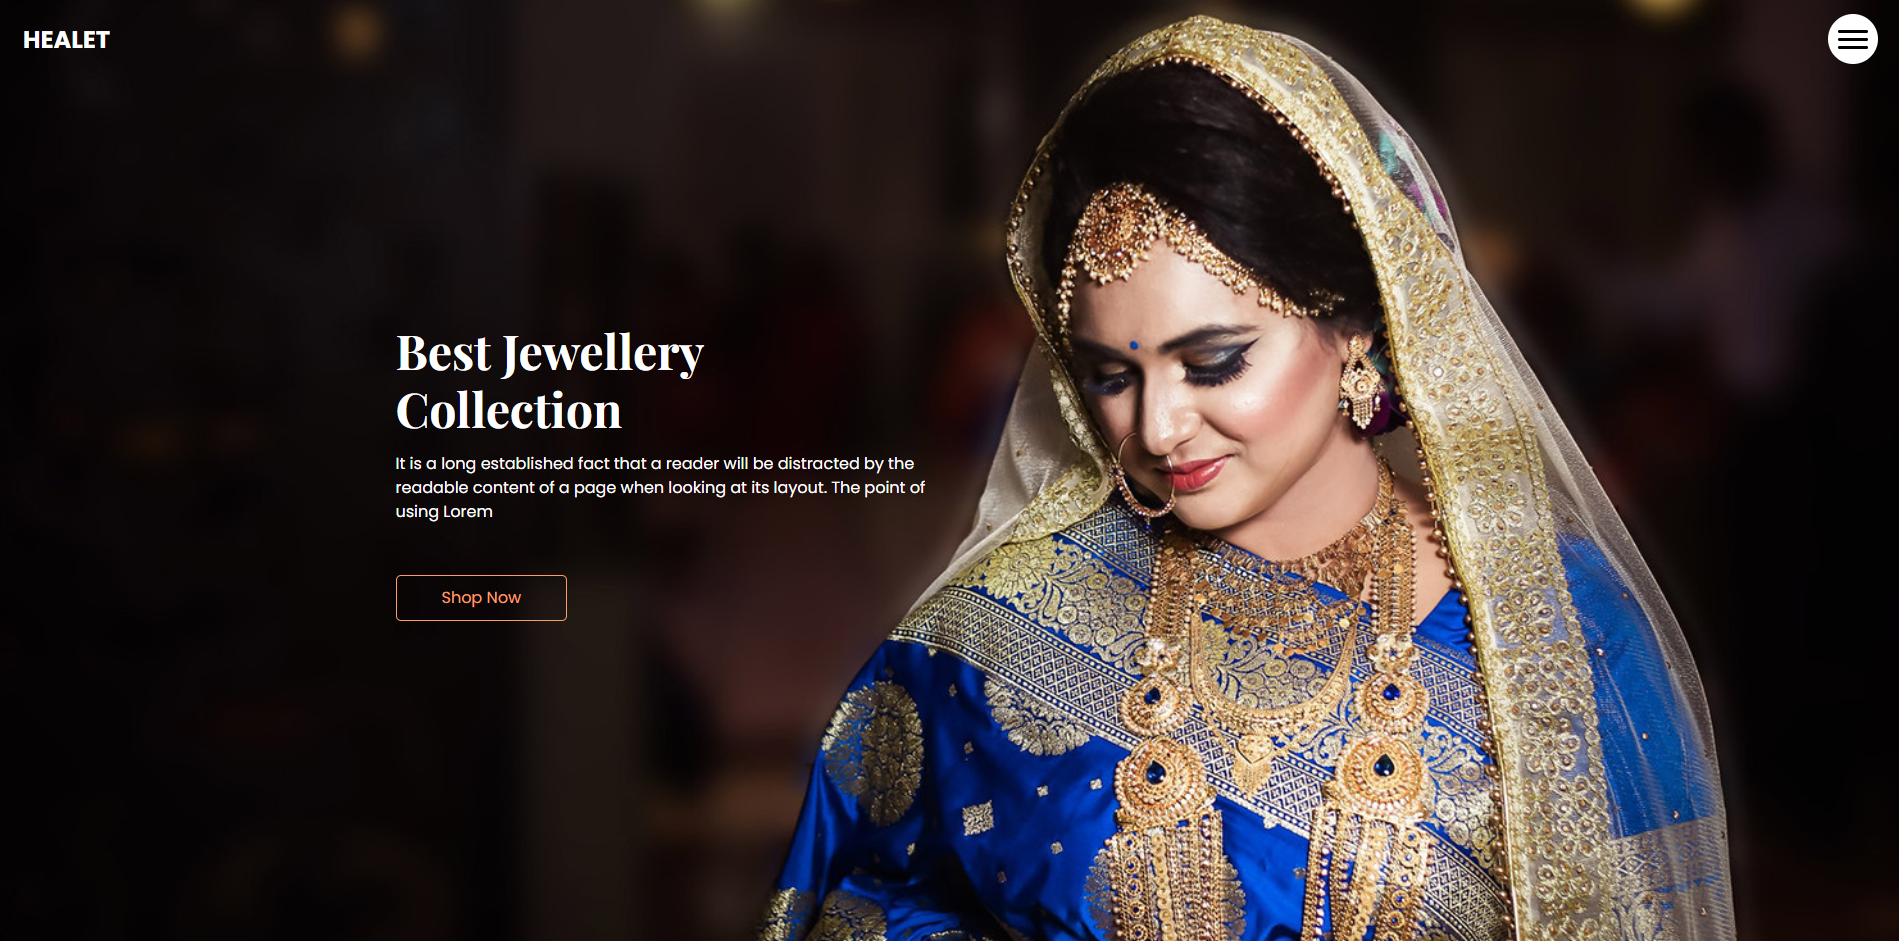 HEALET
Best Jewellery
Collection
It is a long established fact that a reader will be distracted by the
readable content of a page when looking at its layout. The point of
using Lorem
Shop Now